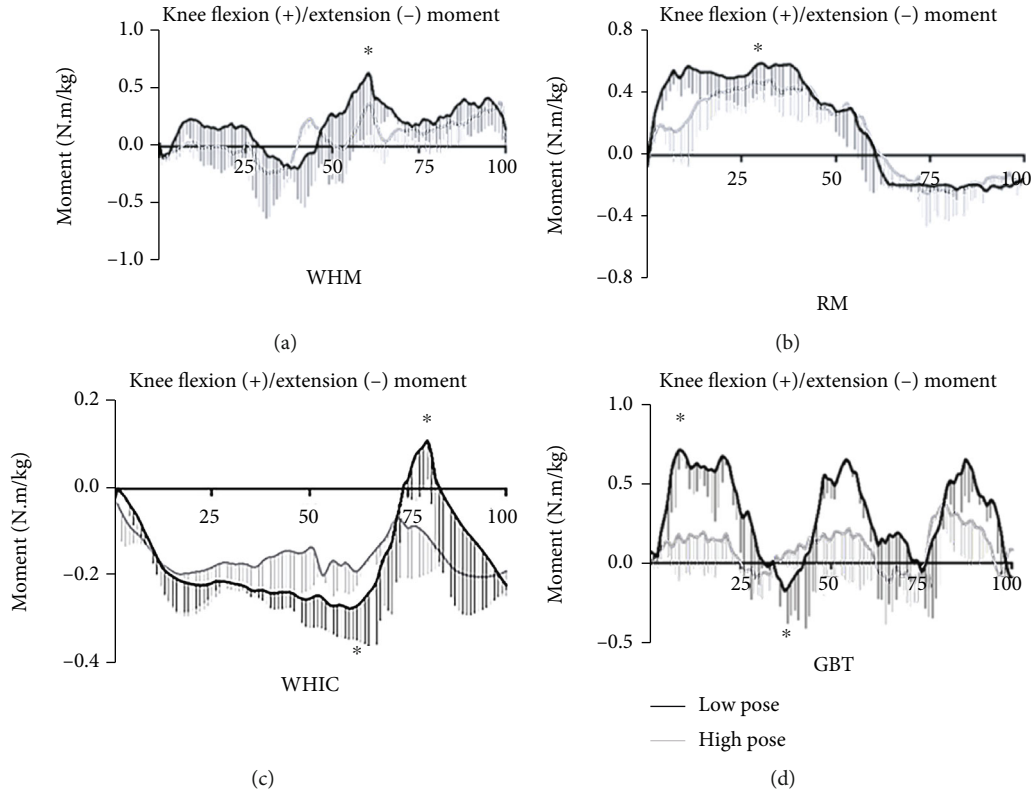 Knee flexion (+)/extension (–) moment
1.0
*
0.5
0.0
–0.5
–1.0
25
50
75
100
Moment (N.m/kg)
WHM
(a)
Knee flexion (+)/extension (–) moment
0.8
*
0.4
0.0
–0.4
–0.8
25
50
75
100
Moment (N.m/kg)
RM
(b)
Knee flexion (+)/extension (–) moment
0.2
*
0.0
–0.2
–0.4
25
50
75
100
*
Moment (N.m/kg)
WHIC
(c)
Knee flexion (+)/extension (–) moment
1.0
*
0.5
0.0
–0.5
25
50
75
100
*
Moment (N.m/kg)
GBT
Low pose
High pose
(d)